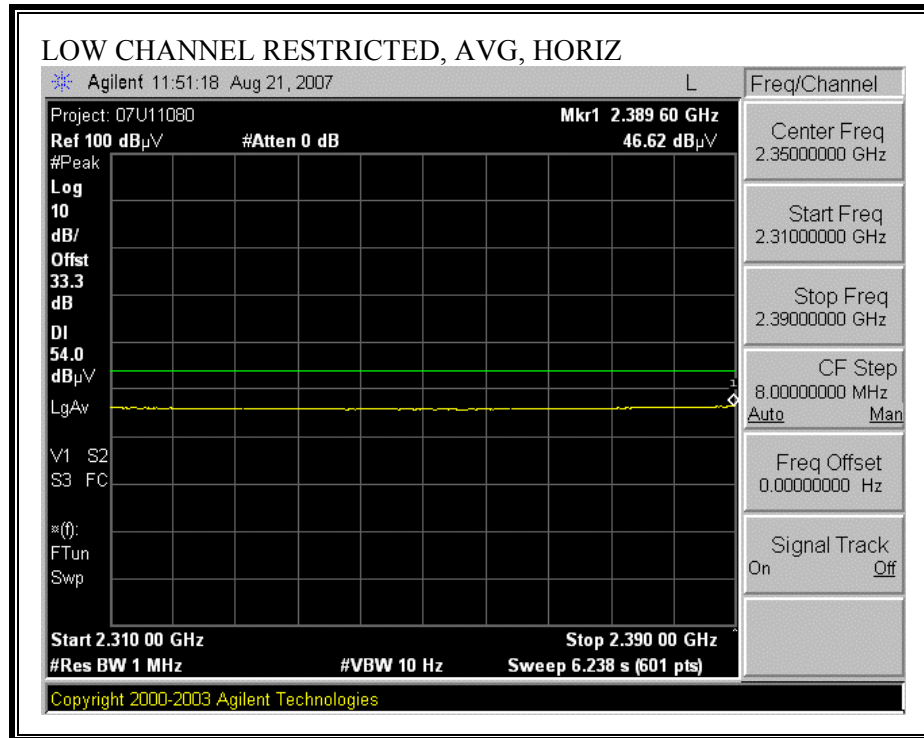 LOW CHANNEL RESTRICTED, AVG, HORIZ
Agilent 11:51:18 Aug 21, 2007 L
Freq/Channel
Project: 07U11080 Mkr1 2.389 60 GHz
Ref 100 dBµV #Atten 0 dB 46.62 dBµV
#Peak
Log
10
dB/
Offst
33.3
dB
DI
54.0
dBµV
LgAv
V1 S2
S3 FC
¤(f):
FTun
Swp
1
Start 2.310 00 GHz Stop 2.390 00 GHz
#Res BW 1 MHz #VBW 10 Hz Sweep 6.238 s (601 pts)
Center Freq
2.35000000 GHz
Start Freq
2.31000000 GHz
Stop Freq
2.39000000 GHz
CF Step
8.00000000 MHz
Auto Man
Freq Offset
0.00000000 Hz
Signal Track
On Off
Copyright 2000-2003 Agilent Technologies